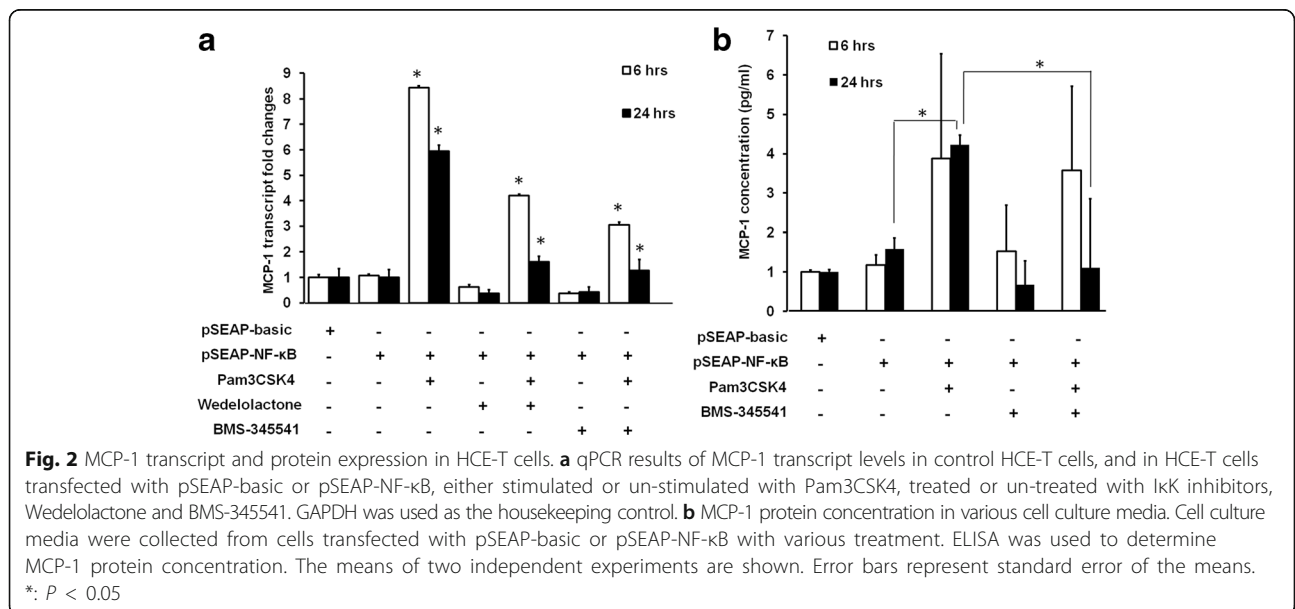 a
MCP-1 transcript fold changes
9
8
7
6
5
4
3
2
1
0
6 hrs
24 hrs
*
*
*
*
*
*
pSEAP-basic + - - - - - -
pSEAP-NF-κB - + + + + + +
Pam3CSK4 - - + - + - +
Wedelolactone - - - + + - -
BMS-345541 - - - - - + +
b
MCP-1 concentration (pg/ml)
7
6
5
4
3
2
1
0
6 hrs
24 hrs
*
*
pSEAP-basic + - - - -
pSEAP-NF-κB - + + + +
Pam3CSK4 - - + - +
BMS-345541 - - - + +
Fig. 2 MCP-1 transcript and protein expression in HCE-T cells. a qPCR results of MCP-1 transcript levels in control HCE-T cells, and in HCE-T cells
transfected with pSEAP-basic or pSEAP-NF-κB, either stimulated or un-stimulated with Pam3CSK4, treated or un-treated with IκK inhibitors,
Wedelolactone and BMS-345541. GAPDH was used as the housekeeping control. b MCP-1 protein concentration in various cell culture media. Cell culture
media were collected from cells transfected with pSEAP-basic or pSEAP-NF-κB with various treatment. ELISA was used to determine
MCP-1 protein concentration. The means of two independent experiments are shown. Error bars represent standard error of the means.
*: P < 0.05